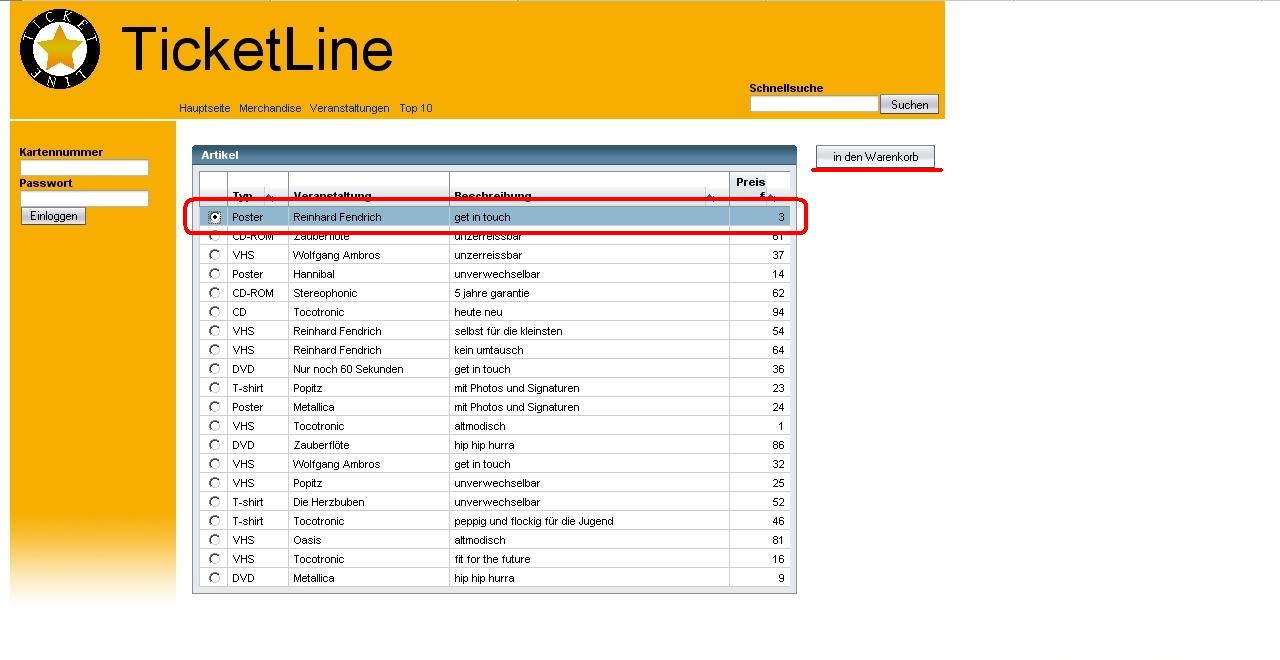 TICKET
LINE
TicketLine
Schnellsuche
Hauptseite Merchandise Veranstaltungen Top 10
Suchen
Kartennummer
Passwort
Einloggen
Artikel
in den Warenkorb
Typ Veranstaltung Beschreibung Preis
Poster Reinhard Fendrich get in touch 3
CD-ROM Zauberflöte unzerreissbar 61
VHS Wolfgang Ambros unzerreissbar 37
Poster Hannibal unverwechselbar 14
CD-ROM Stereophonic 5 jahre garantie 62
CD Tocotronic heute neu 94
VHS Reinhard Fendrich selbst für die kleinsten 54
VHS Reinhard Fendrich kein umtausch 64
DVD Nur noch 60 Sekunden get in touch 36
T-shirt Popitz mit Photos und Signaturen 23
Poster Metallica mit Photos und Signaturen 24
VHS Tocotronic altmodisch 1
DVD Zauberflöte hip hip hurra 86
VHS Wolfgang Ambros get in touch 32
VHS Popitz unverwechselbar 25
T-shirt Die Herzbuben unverwechselbar 52
T-shirt Tocotronic peppig und flockig für die Jugend 46
VHS Oasis altmodisch 81
VHS Tocotronic fit for the future 16
DVD Metallica hip hip hurra 9